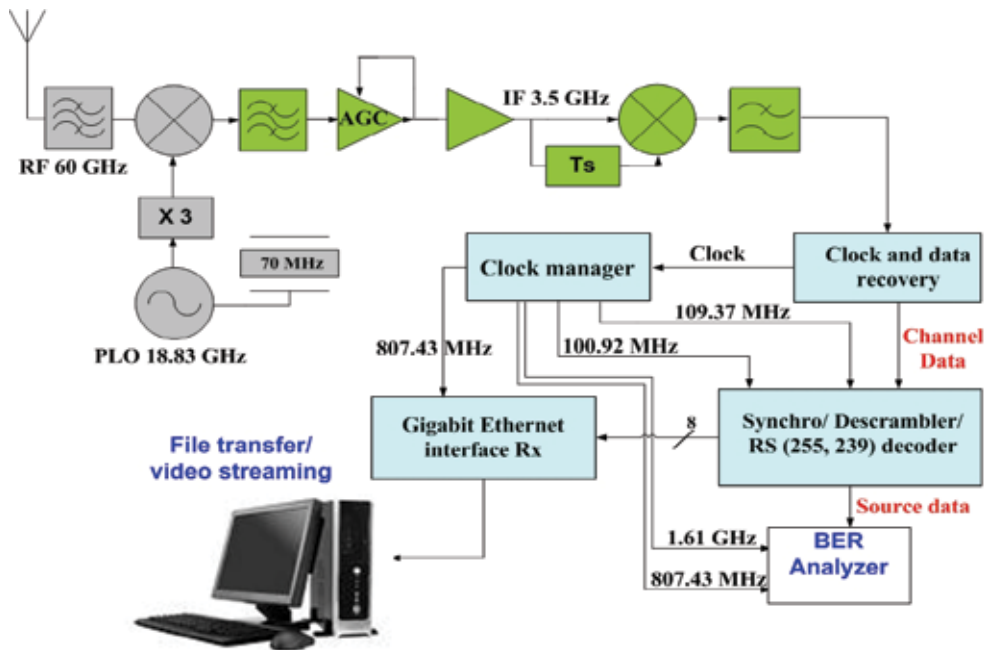 AGC
IF 3.5 GHz
Ts
RF 60 GHz
X 3
70 MHz
PLO 18.83 GHz
Clock manager
Clock
Clock and data
recovery
109.37 MHz
807.43 MHz
100.92 MHz
Channel
Data
Gigabit Ethernet
interface Rx
8
Synchro/ Descrambler/
RS (255, 239) decoder
File transfer/
video streaming
Source data
1.61 GHz
BER
Analyzer
807.43 MHz